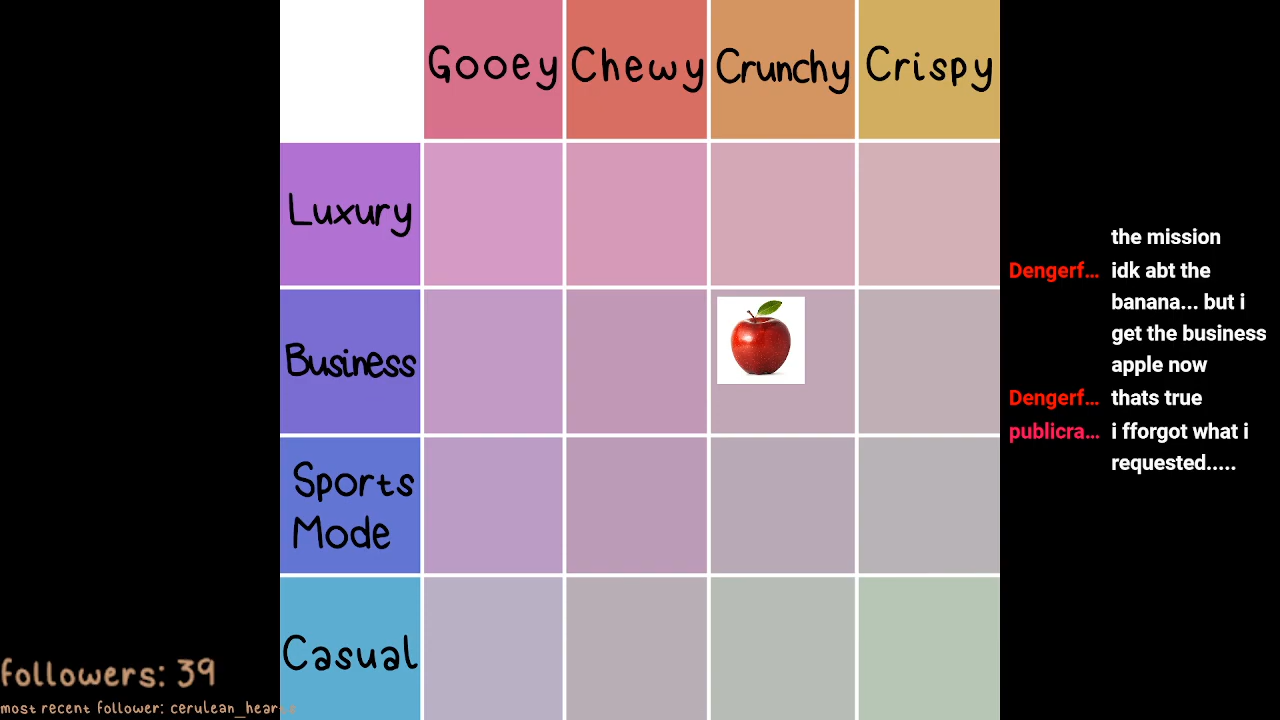 Gooey Chewy Crunchy Crispy
Luxury
Business
Sports
Mode
Casual
the mission
Dengerf... idk abt the
banana... but i
get the business
apple now
Dengerf... thats true
publicra... i fforgot what i
requested.....
followers: 39
most recent follower: cerulean_hearts